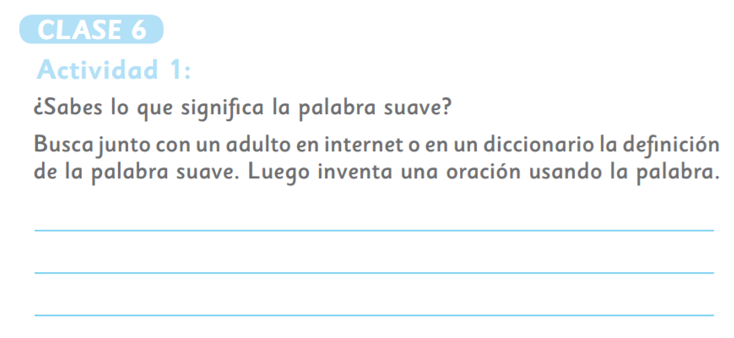 CLASE 6
Actividad 1:
¿Sabes lo que significa la palabra suave?
Busca junto con un adulto en internet o en un diccionario la definición
de la palabra suave. Luego inventa una oración usando la palabra.